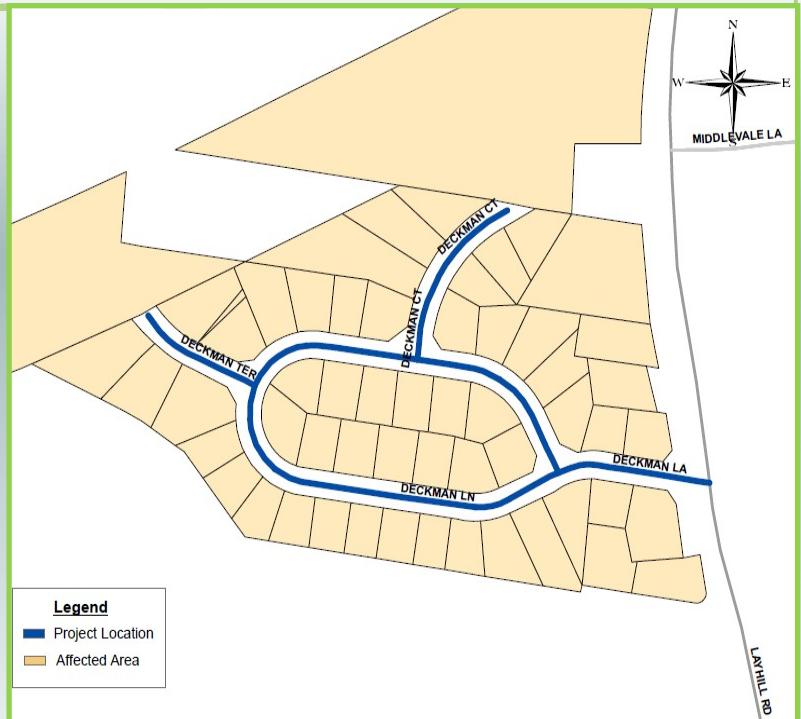 N
W
E
S
MIDDLEVALE LA
DECKMAN CT
DECKMAN CT
DECKMAN TER
DECKMAN LA
DECKMAN LN
Legend
Project Location
Affected Area
LAYHILL RD